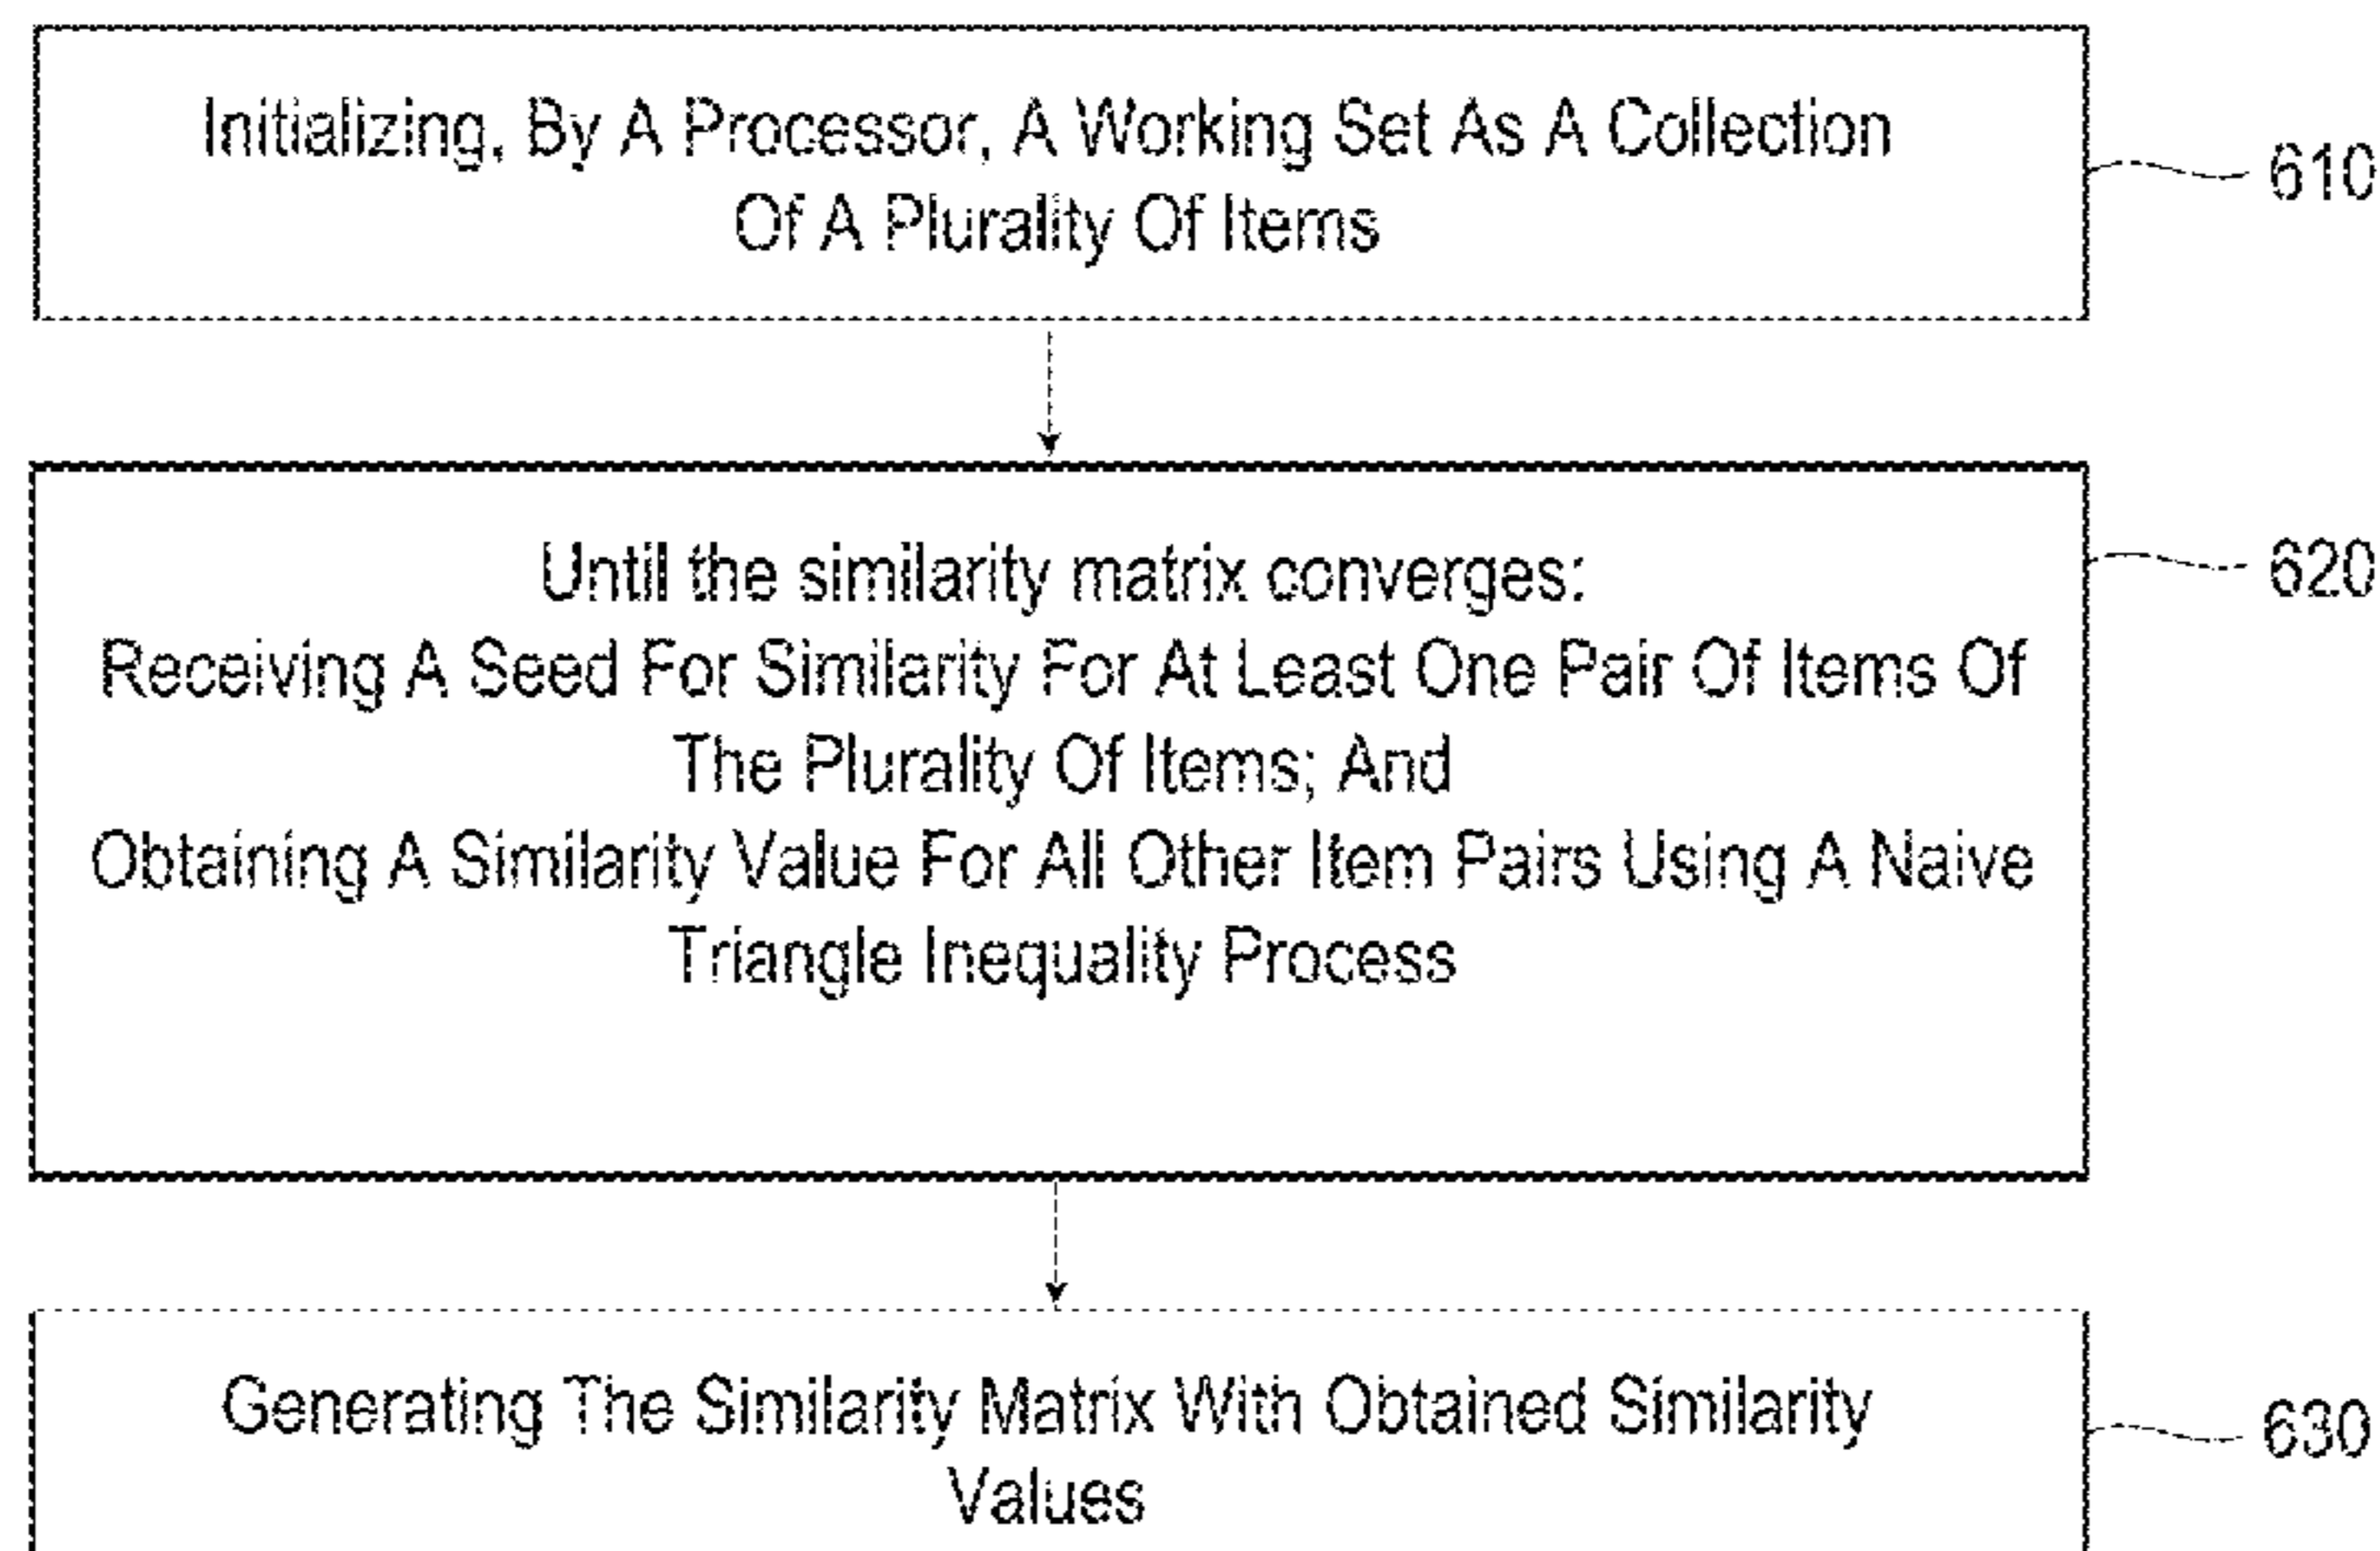 Initializing, By A Processor, A Working Set As A Collection
Of A Plurality Of Items
610
Until the similarity matrix converges:
620
Receiving A Seed For Similarity For At Least One Pair Of Items Of
The Plurality Of Items; And
Obtaining A Similarity Value For All Other Item Pairs Using A Naive
Triangle Inequality Process
Generating The Similarity Matrix With Obtained Similarity
630
Values